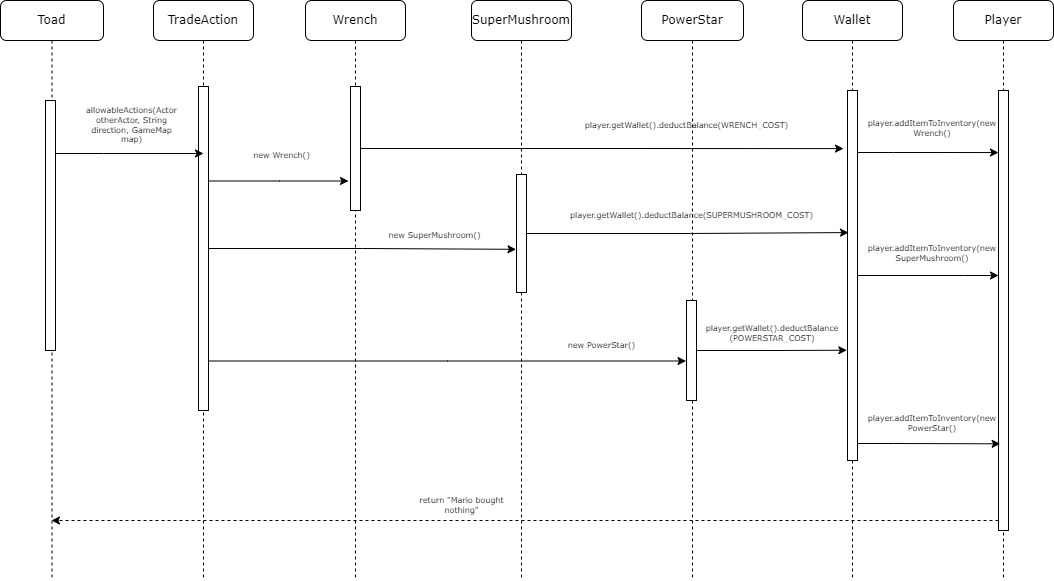 Toad
TradeAction
Wrench
SuperMushroom
PowerStar
Wallet
Player
allowableActions(Actor
otherActor, String
direction, GameMap
map)
player.getWallet().deductBalance(WRENCH_COST)
player.addItemToInventory(new
Wrench()
new Wrench()
player.getWallet().deductBalance(SUPERMUSHROOM_COST)
new SuperMushroom()
player.addItemToInventory(new
SuperMushroom()
player.getWallet().deductBalance
(POWERSTAR_COST)
new PowerStar()
player.addItemToInventory(new
PowerStar()
return "Mario bought
nothing"